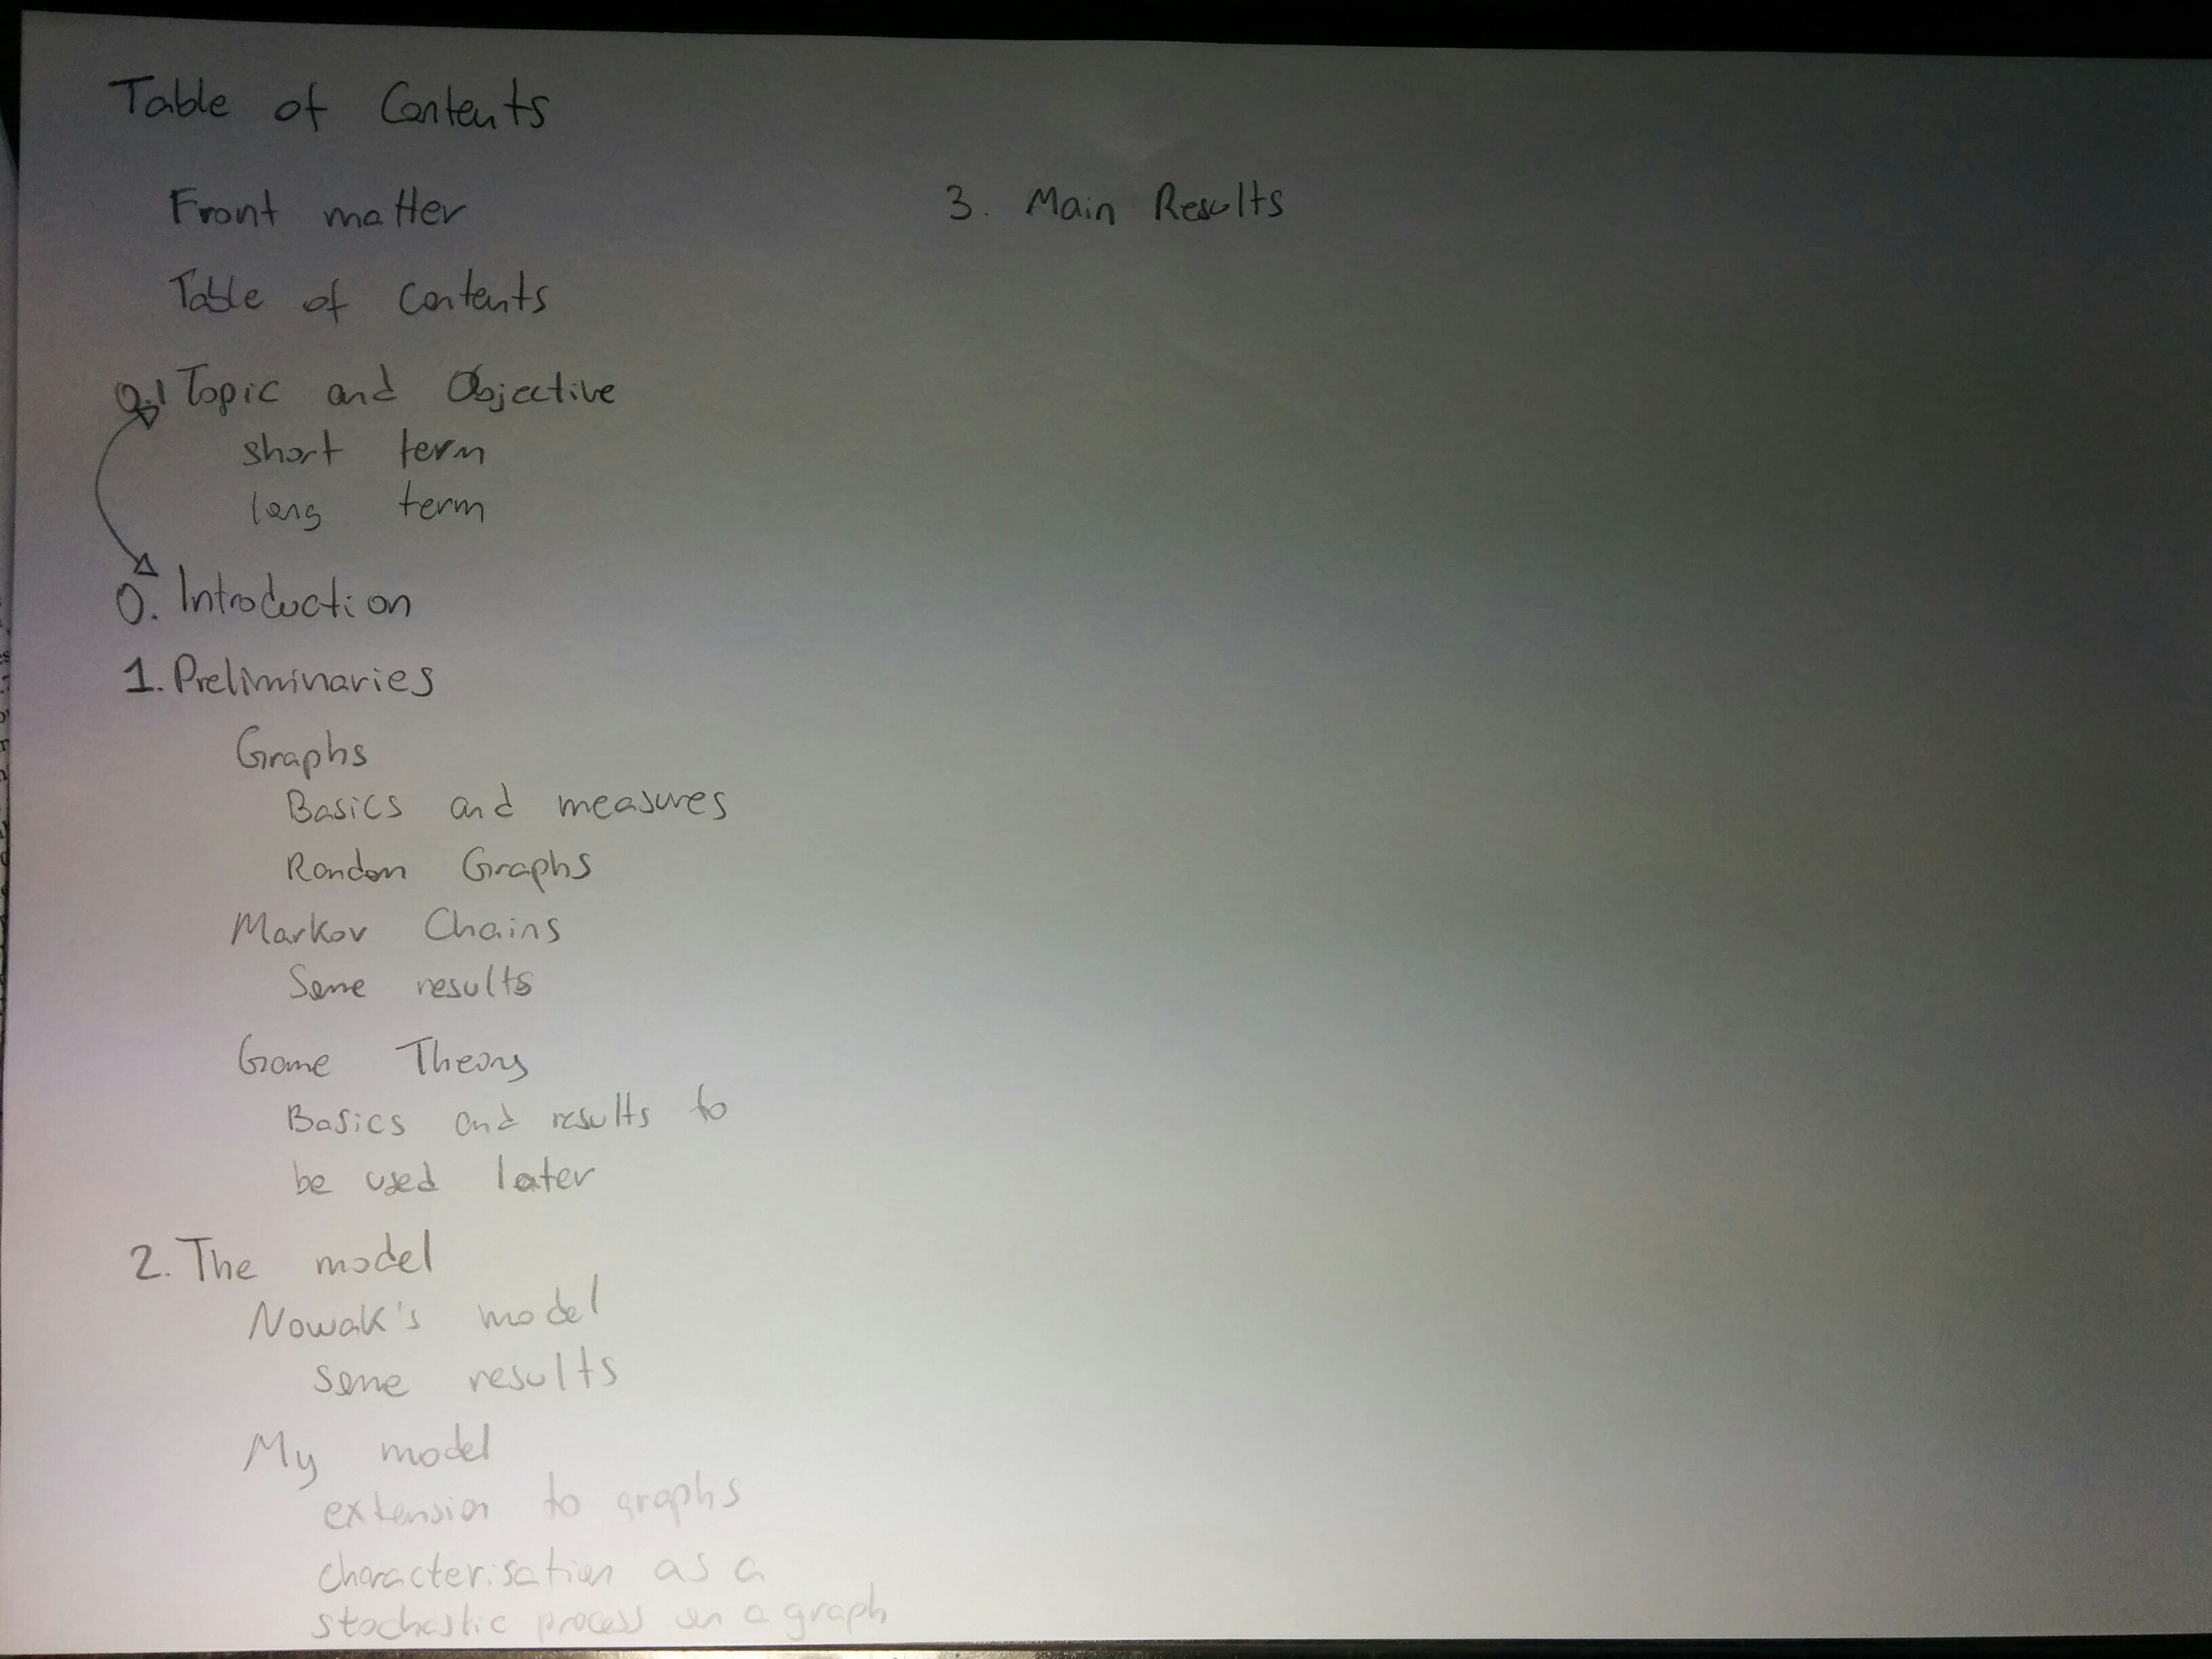 Table of Contents
Front matter
Table of Contents
0.1 Topic and Objective
short term
long term
0. Introduction
1. Preliminaries
Graphs
Basics and measures
Random Graphs
Markov Chains
Some results
Game Theory
Basics and results to
be used later
2. The model
Nowak's model
some results
My model
extension to graphs
characterisation as a
stochastic process on a graph
3. Main Results